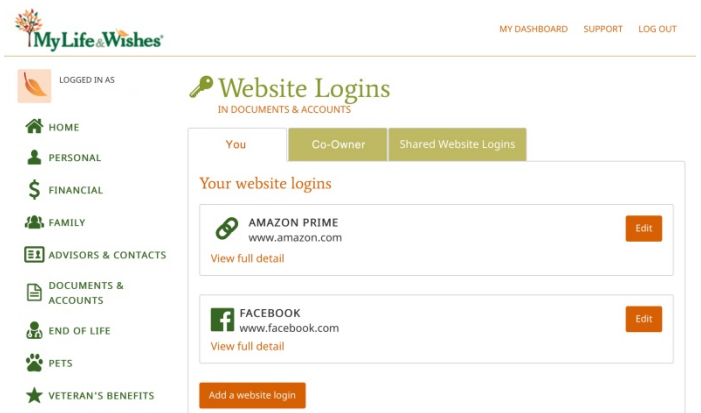 My Life & Wishes®
MY DASHBOARD SUPPORT LOG OUT
LOGGED IN AS
HOME
PERSONAL
FINANCIAL
FAMILY
ADVISORS & CONTACTS
DOCUMENTS &
ACCOUNTS
END OF LIFE
PETS
VETERAN'S BENEFITS
Website Logins
IN DOCUMENTS & ACCOUNTS
You Co-Owner Shared Website Logins
Your website logins
AMAZON PRIME
www.amazon.com
Edit
View full detail
FACEBOOK
www.facebook.com
Edit
View full detail
Add a website login